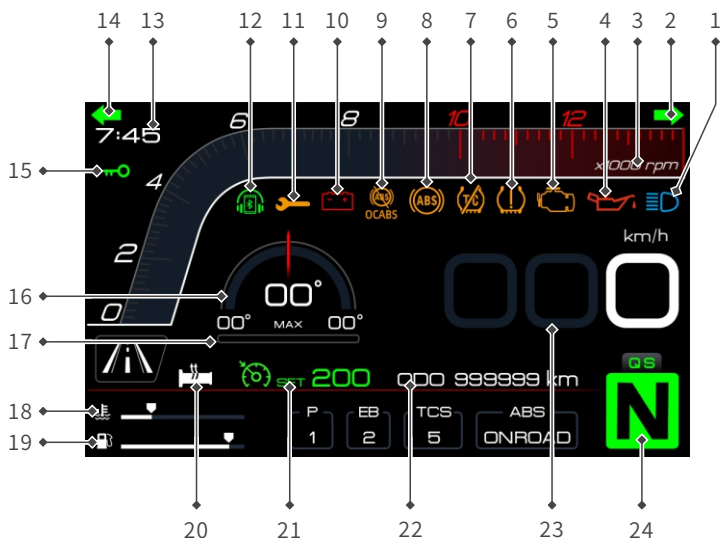 14 13 12 11 10 9 8 7 6 5 4 3 2 1
6 8 10 12
7:45
x1000 rpm
15
4
ABS
OCABS
(ABS)
T/C
!
km/h
2
16
00°
00° MAX 00°
0
000
17
QS
SET 200
ODO 999999 km
N
18
P
1
EB
2
TCS
5
ABS
ONROAD
19
20 21 22 23 24